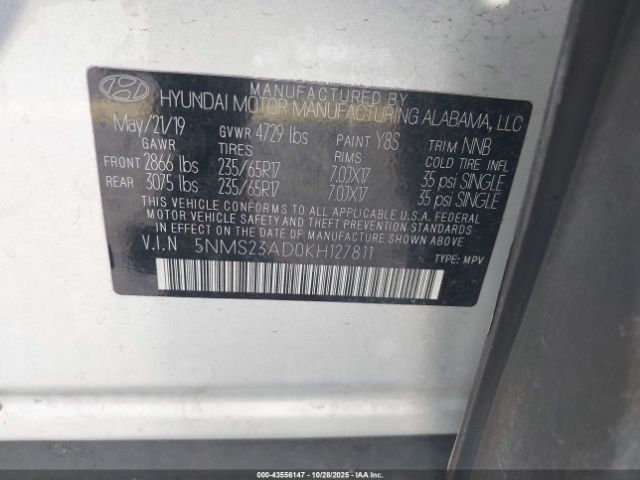 MANUFACTURED BY
HYUNDAI MOTOR MANUFACTURING ALABAMA, LLC
May/21/19 GVWR 4729 lbs PAINT Y8S TRIM NNB
GAWR TIRES RIMS COLD TIRE INFL
FRONT 2866 lbs 235/65R17 7.0JX17 35 psi SINGLE
REAR 3075 lbs 235/65R17 7.0JX17 35 psi SINGLE
THIS VEHICLE CONFORMS TO ALL APPLICABLE U.S.A. FEDERAL
MOTOR VEHICLE SAFETY AND THEFT PREVENTION STANDARDS
IN EFFECT ON THE DATE OF MANUFACTURE SHOWN ABOVE.
V.I.N 5NMS23AD0KH127811 TYPE: MPV
000-43556147 - 10/28/2025 - IAAI.com